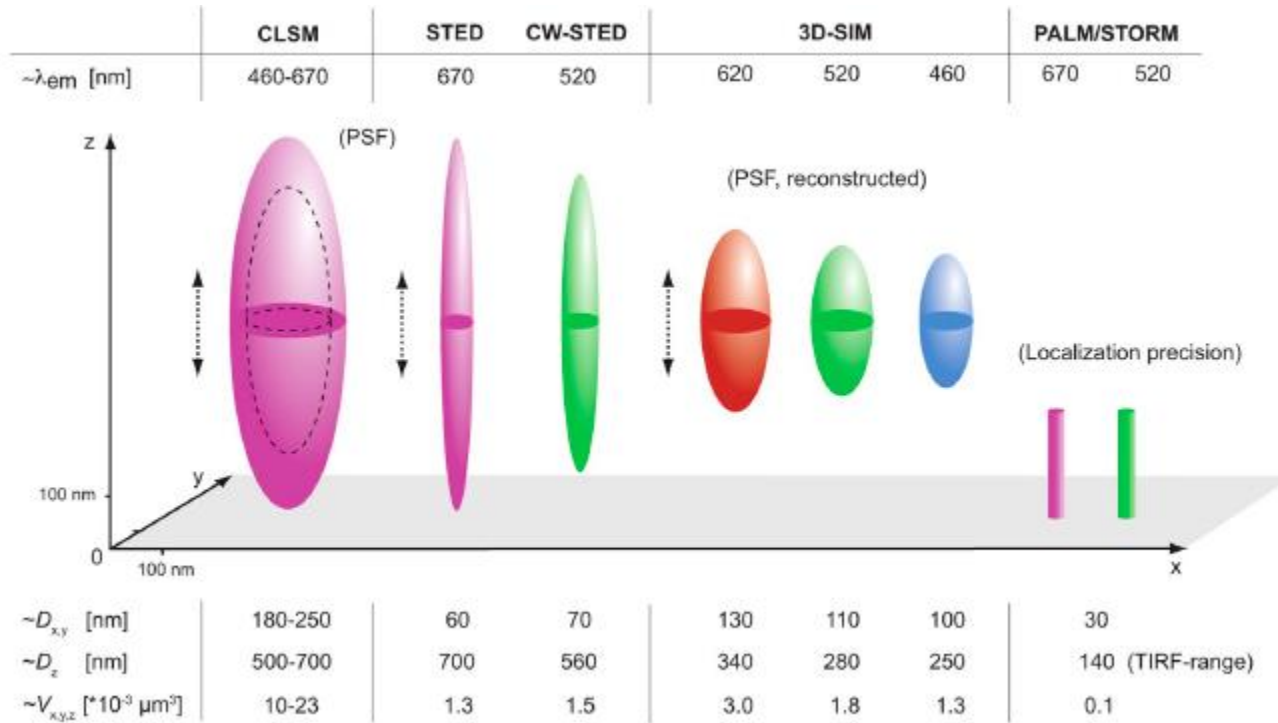 CLSM STED CW-STED 3D-SIM PALM/STORM
~λem [nm] 460-670 670 520 620 520 460 670 520
z
(PSF)
(PSF, reconstructed)
(Localization precision)
y
100 nm
0
100 nm
x
~Dx,y [nm] 180-250 60 70 130 110 100 30
~Dz [nm] 500-700 700 560 340 280 250 140 (TIRF-range)
~Vx,y,z [*10-3 μm3] 10-23 1.3 1.5 3.0 1.8 1.3 0.1